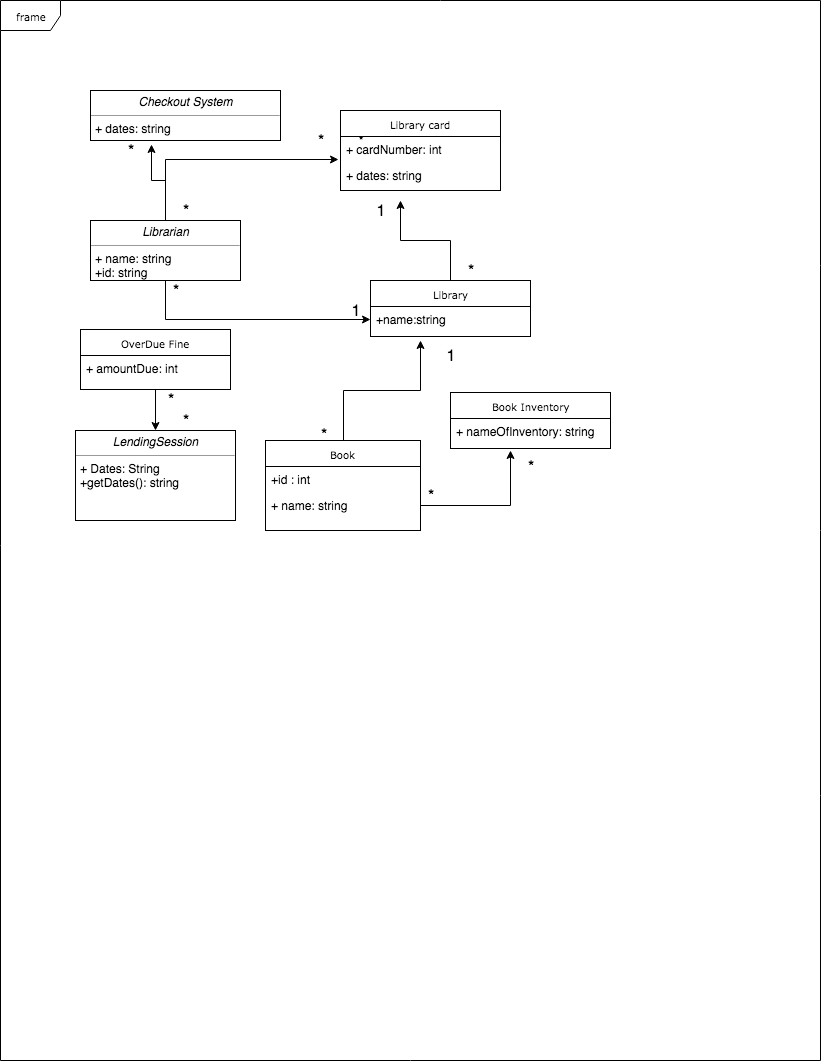 frame
Checkout System
+ dates: string
*
*
Library card
+ cardNumber: int
+ dates: string
*
Librarian
+ name: string
+id: string
1
*
*
Library
+name:string
1
OverDue Fine
+ amountDue: int
1
*
*
LendingSession
+ Dates: String
+getDates(): string
Book Inventory
+ nameOfInventory: string
*
*
Book
+id : int
+ name: string
*